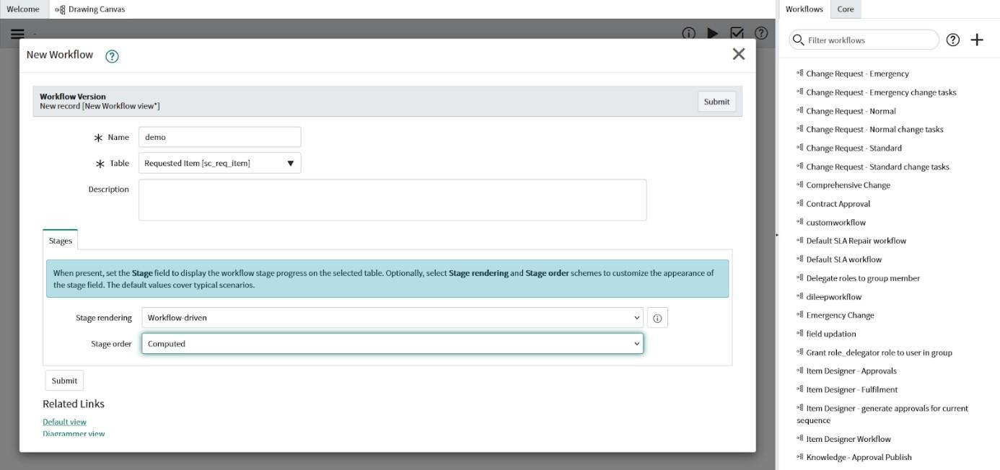 Welcome
Drawing Canvas
-
New Workflow
Workflow Version
New record [New Workflow view*]
Submit
Name
demo
Table
Requested Item [sc_req_item]
Description
Stages
When present, set the Stage field to display the workflow stage progress on the selected table. Optionally, select Stage rendering and Stage order schemes to customize the appearance of
the stage field. The default values cover typical scenarios.
Stage rendering
Workflow-driven
Stage order
Computed
Submit
Related Links
Default view
Diagrammer view
Workflows
Core
Filter workflows
Change Request - Emergency
Change Request - Emergency change tasks
Change Request - Normal
Change Request - Normal change tasks
Change Request - Standard
Change Request - Standard change tasks
Comprehensive Change
Contract Approval
customworkflow
Default SLA Repair workflow
Default SLA workflow
Delegate roles to group member
dileepworkflow
Emergency Change
field updation
Grant role_delegator role to user in group
Item Designer - Approvals
Item Designer - Fulfilment
Item Designer - generate approvals for current
sequence
Item Designer Workflow
Knowledge - Approval Publish